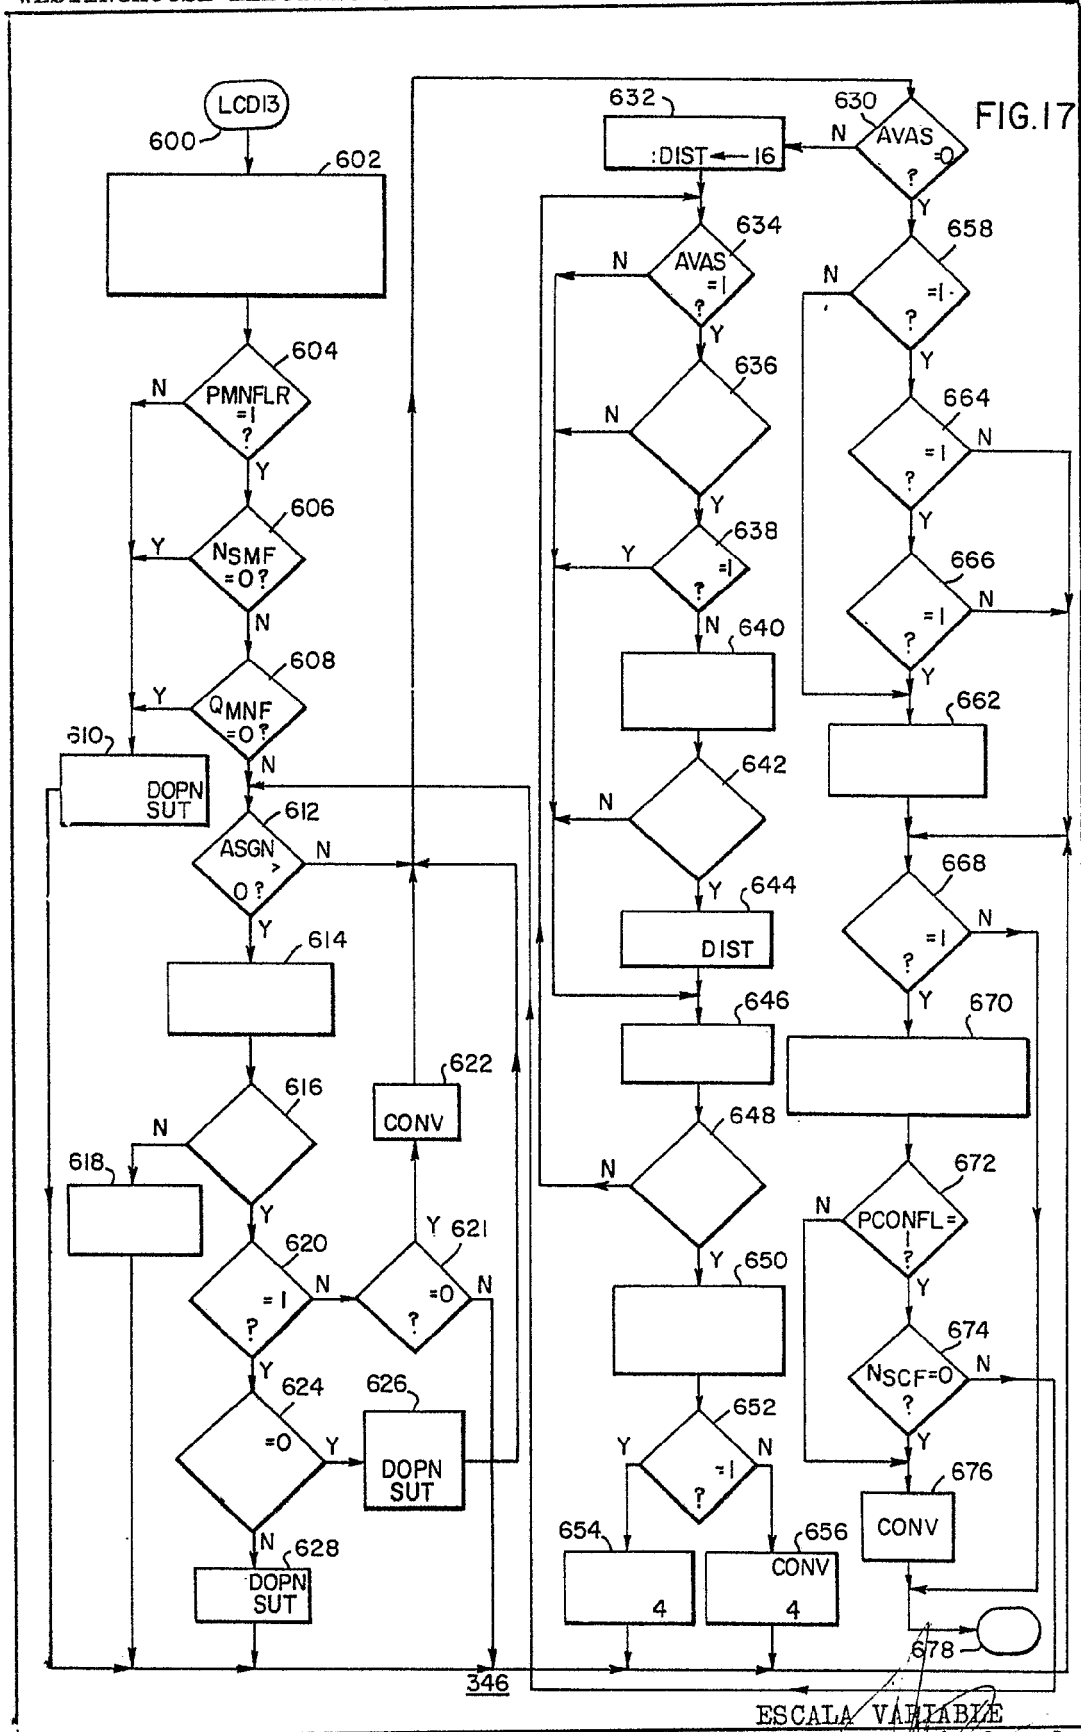 FIG.17
LCD13
600
602
604
PMNFLR
=1
?
N
Y
606
NSMF
=0?
Y
N
608
QMNF
=0?
Y
N
610
DOPN
SUT
612
ASGN
>
0?
N
Y
614
616
N
Y
618
620
=1
?
N
Y
621
=0
?
Y
N
622
CONV
624
=0
Y
N
626
DOPN
SUT
628
DOPN
SUT
630
AVAS
=0
?
N
Y
632
:DIST ← 16
634
AVAS
=1
?
N
Y
636
N
Y
638
=1
?
Y
N
640
642
N
Y
644
DIST
646
648
N
Y
650
652
=1
?
Y
N
654
4
656
CONV
4
658
=1
?
N
Y
664
=1
?
N
Y
666
=1
?
N
Y
662
668
=1
?
N
Y
670
672
PCONFL=
1
?
N
Y
674
NSCF=0
?
N
Y
676
CONV
678
346
ESCALA VARIABLE